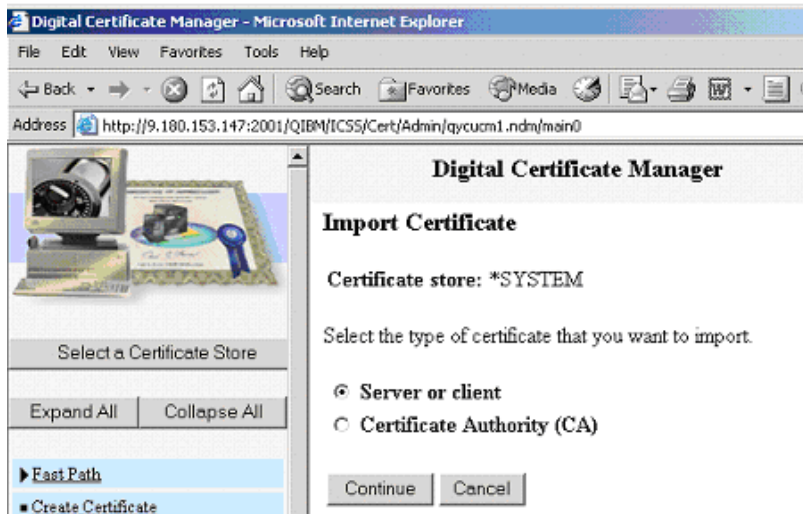 Digital Certificate Manager - Microsoft Internet Explorer
File Edit View Favorites Tools Help
Back Search Favorites Media
Address http://9.180.153.147:2001/QIBM/ICSS/Cert/Admin/qycucm1.ndm/main0
Select a Certificate Store
Expand All Collapse All
Fast Path
Create Certificate
Digital Certificate Manager
Import Certificate
Certificate store: *SYSTEM
Select the type of certificate that you want to import.
Server or client
Certificate Authority (CA)
Continue Cancel